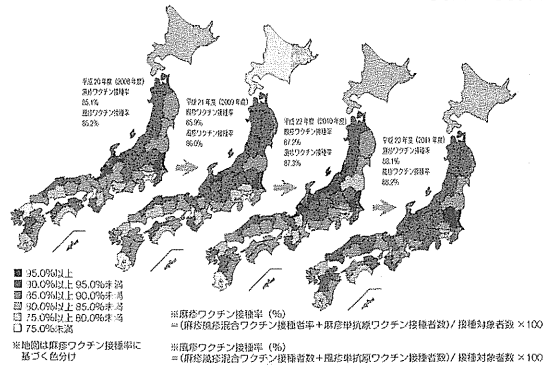 平成20年度(2008年度)
麻疹ワクチン接種率
85.1%
風疹ワクチン接種率
85.2%
平成21年度(2009年度)
麻疹ワクチン接種率
85.9%
風疹ワクチン接種率
86.0%
平成22年度(2010年度)
麻疹ワクチン接種率
87.2%
風疹ワクチン接種率
87.3%
(2011年度)
麻疹ワクチン接種率
88.1%
風疹ワクチン接種率
88.2%
95.0%以上
90.0%以上 95.0%未満
85.0%以上 90.0%未満
80.0%以上 85.0%未満
75.0%以上 80.0%未満
75.0%未満
※地図は麻疹ワクチン接種率に
基づく色分け
※麻疹ワクチン接種率(%)
=(麻疹風疹混合ワクチン接種者率+麻疹単抗原ワクチン接種者数)/接種対象者数×100
※風疹ワクチン接種率(%)
=(麻疹風疹混合ワクチン接種者数+風疹単抗原ワクチン接種者数)/接種対象者数×100